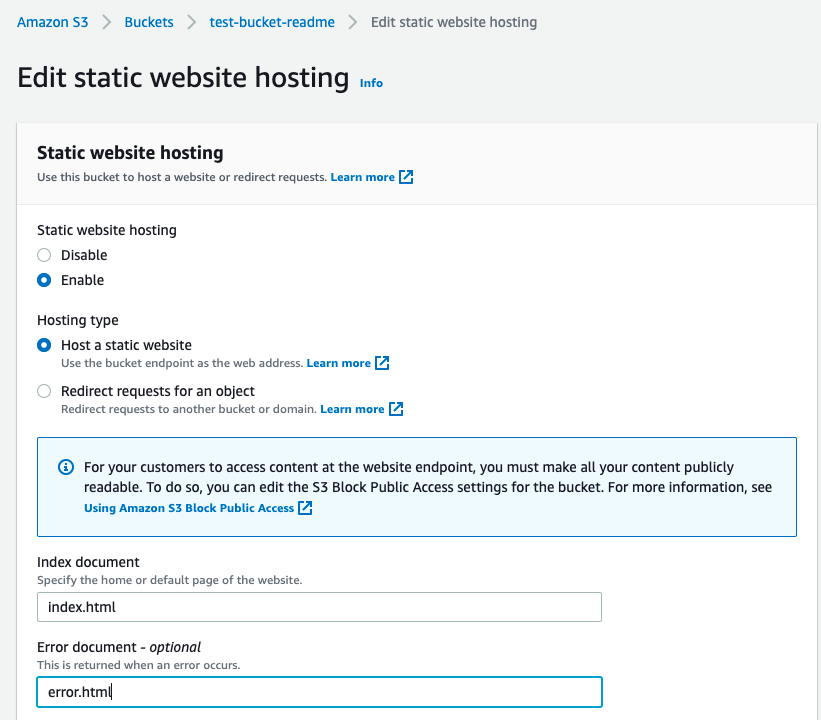 Amazon S3 > Buckets > test-bucket-readme > Edit static website hosting
Edit static website hosting Info
Static website hosting
Use this bucket to host a website or redirect requests. Learn more
Static website hosting
Disable
Enable
Hosting type
Host a static website
Use the bucket endpoint as the web address. Learn more
Redirect requests for an object
Redirect requests to another bucket or domain. Learn more
For your customers to access content at the website endpoint, you must make all your content publicly
readable. To do so, you can edit the S3 Block Public Access settings for the bucket. For more information, see
Using Amazon S3 Block Public Access
Index document
Specify the home or default page of the website.
index.html
Error document - optional
This is returned when an error occurs.
error.html